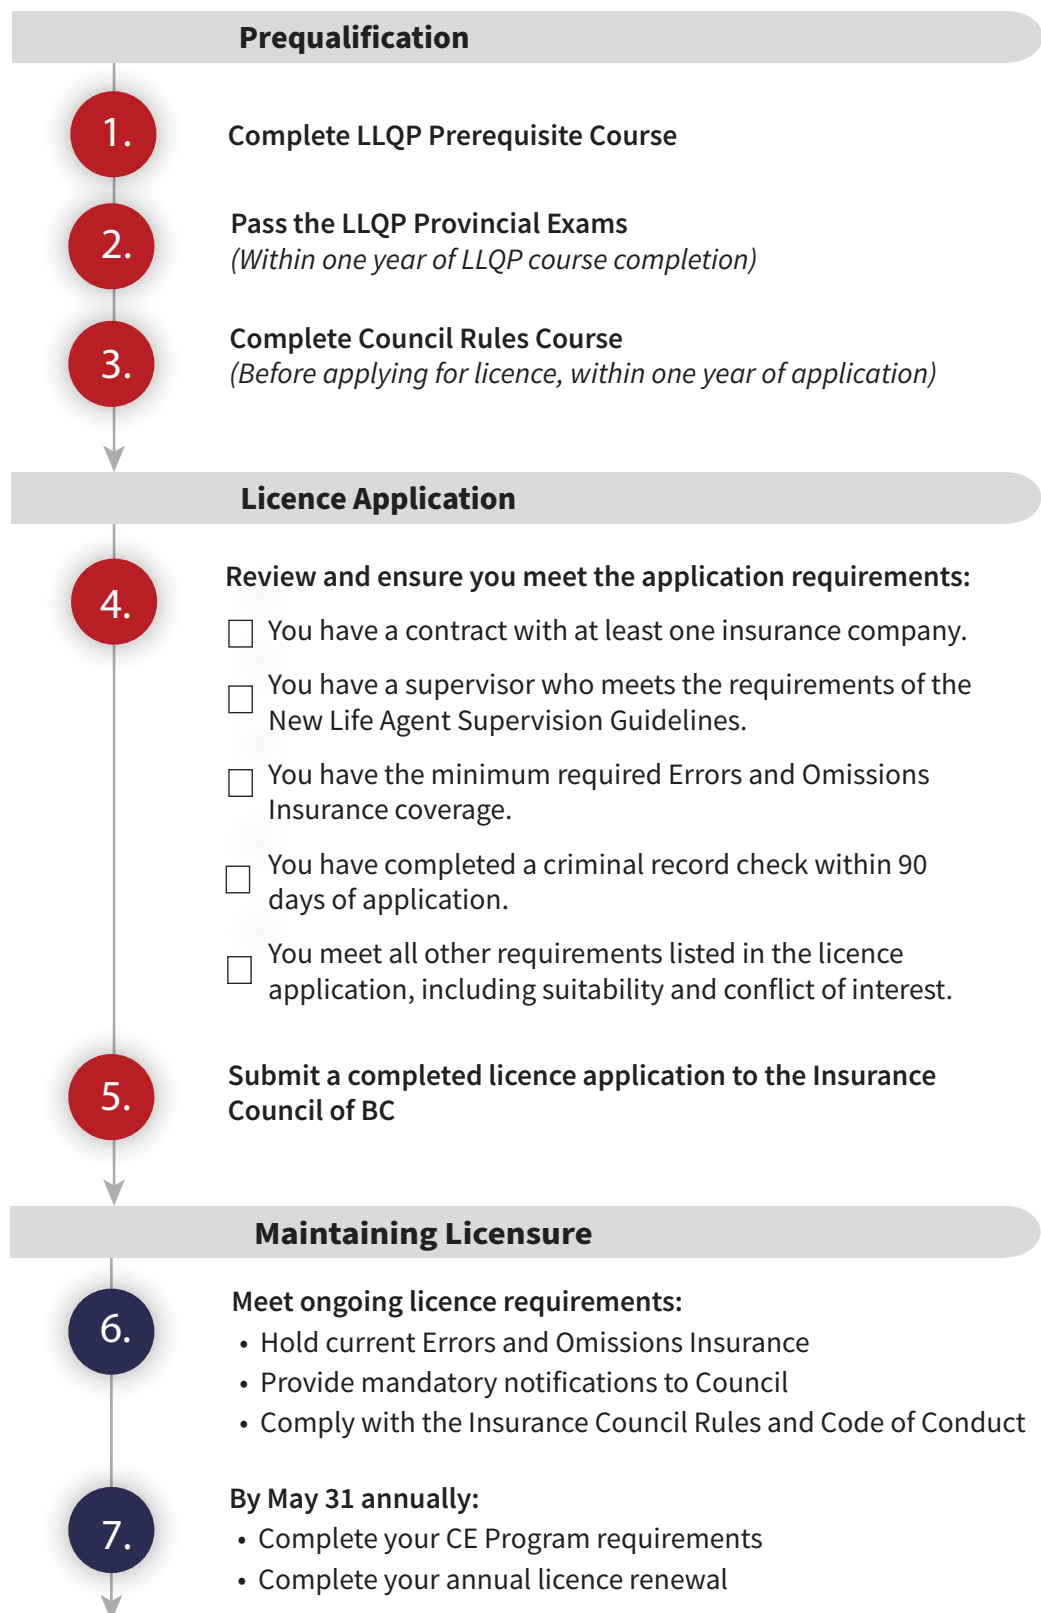 Prequalification
1.
Complete LLQP Prerequisite Course
2.
Pass the LLQP Provincial Exams
(Within one year of LLQP course completion)
3.
Complete Council Rules Course
(Before applying for licence, within one year of application)
Licence Application
4.
Review and ensure you meet the application requirements:
You have a contract with at least one insurance company.
You have a supervisor who meets the requirements of the
New Life Agent Supervision Guidelines.
You have the minimum required Errors and Omissions
Insurance coverage.
You have completed a criminal record check within 90
days of application.
You meet all other requirements listed in the licence
application, including suitability and conflict of interest.
5.
Submit a completed licence application to the Insurance
Council of BC
Maintaining Licensure
6.
Meet ongoing licence requirements:
• Hold current Errors and Omissions Insurance
• Provide mandatory notifications to Council
• Comply with the Insurance Council Rules and Code of Conduct
7.
By May 31 annually:
• Complete your CE Program requirements
• Complete your annual licence renewal